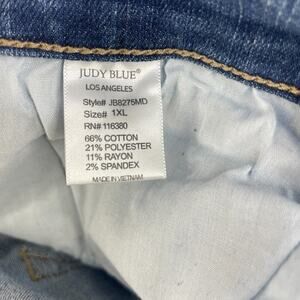 JUDY BLUE®
LOS ANGELES
Style# JB8275MD
Size# 1XL
RN# 116380
66% COTTON
21% POLYESTER
11% RAYON
2% SPANDEX
MADE IN VIETNAM